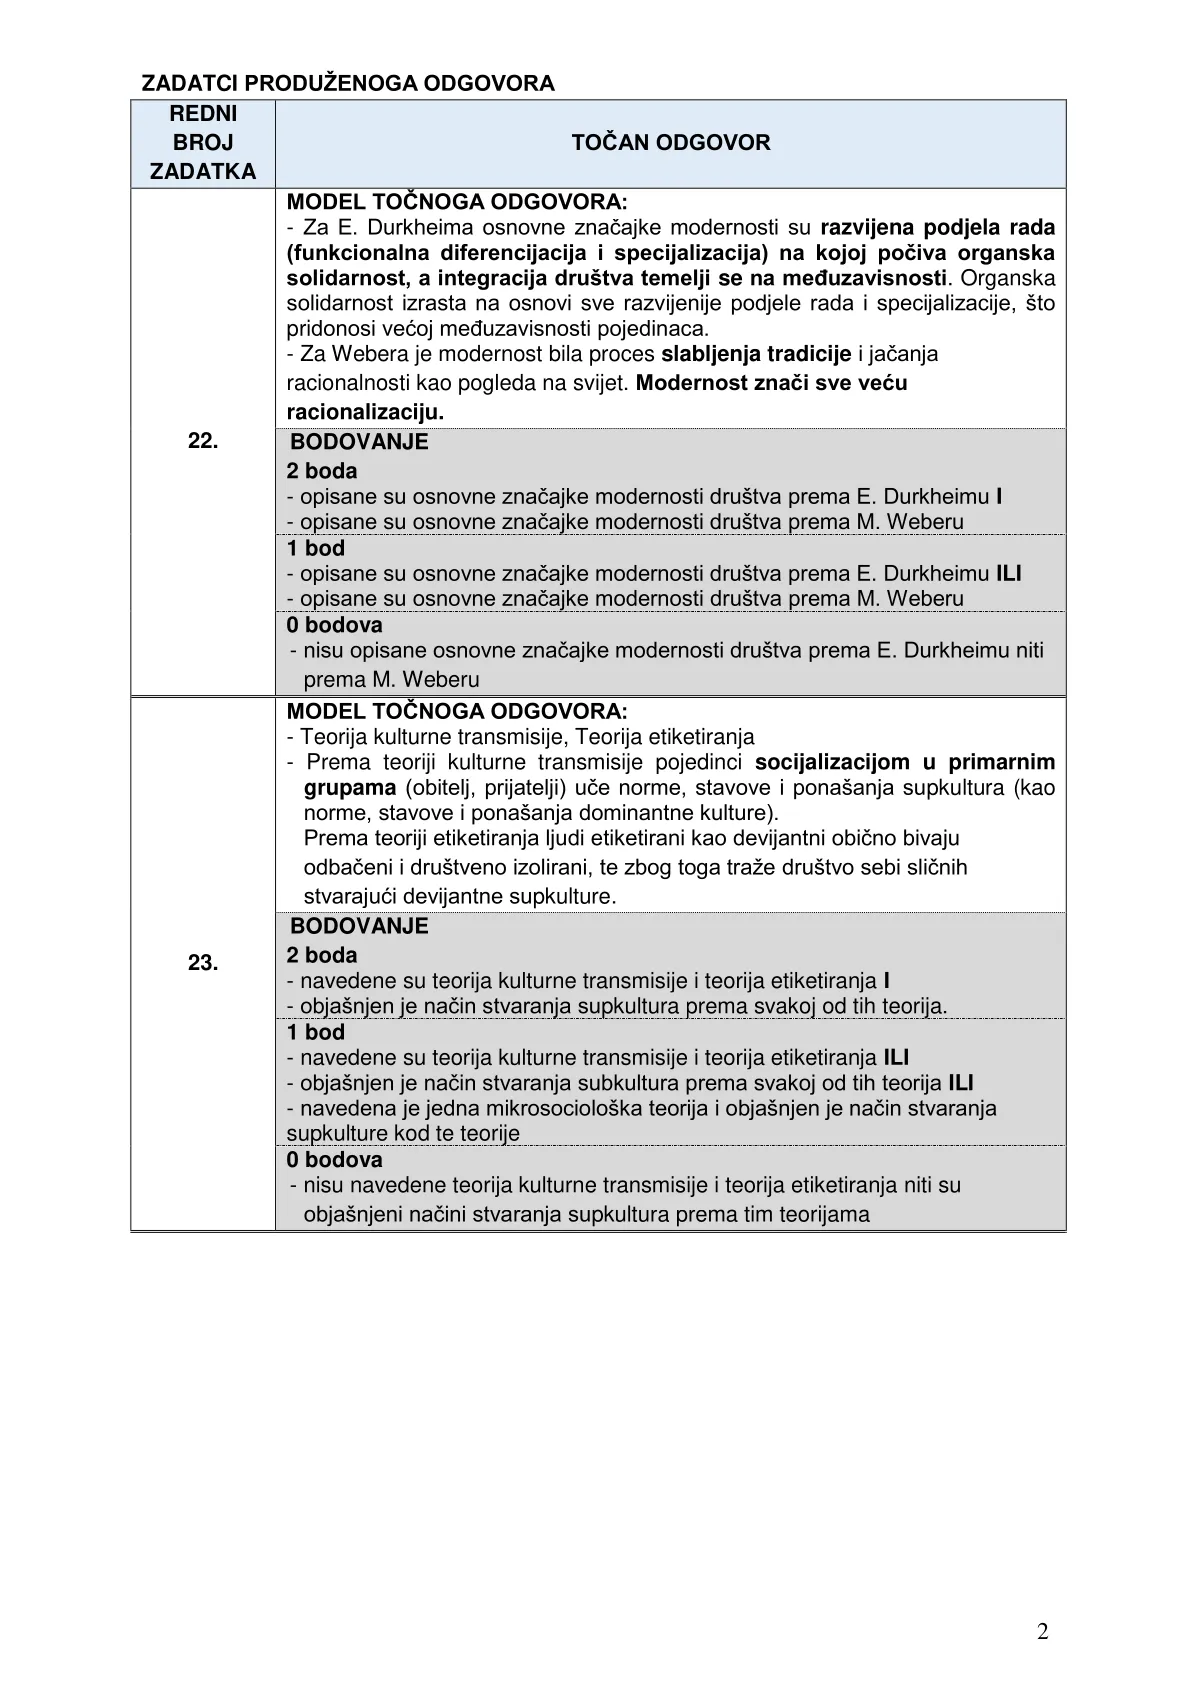 ZADATCI PRODUŽENOGA ODGOVORA
REDNI
BROJ
ZADATKA
TOČAN ODGOVOR
22.
MODEL TOČNOGA ODGOVORA:
- Za E. Durkheima osnovne značajke modernosti su razvijena podjela rada
(funkcionalna diferencijacija i specijalizacija) na kojoj počiva organska
solidarnost, a integracija društva temelji se na međuzavisnosti. Organska
solidarnost izrasta na osnovi sve razvijenije podjele rada i specijalizacije, što
pridonosi većoj međuzavisnosti pojedinaca.
- Za Webera je modernost bila proces slabljenja tradicije i jačanja
racionalnosti kao pogleda na svijet. Modernost znači sve veću
racionalizaciju.
BODOVANJE
2 boda
- opisane su osnovne značajke modernosti društva prema E. Durkheimu I
- opisane su osnovne značajke modernosti društva prema M. Weberu
1 bod
- opisane su osnovne značajke modernosti društva prema E. Durkheimu ILI
- opisane su osnovne značajke modernosti društva prema M. Weberu
0 bodova
- nisu opisane osnovne značajke modernosti društva prema E. Durkheimu niti
prema M. Weberu
23.
MODEL TOČNOGA ODGOVORA:
- Teorija kulturne transmisije, Teorija etiketiranja
- Prema teoriji kulturne transmisije pojedinci socijalizacijom u primarnim
grupama (obitelj, prijatelji) uče norme, stavove i ponašanja supkultura (kao
norme, stavove i ponašanja dominantne kulture).
Prema teoriji etiketiranja ljudi etiketirani kao devijantni obično bivaju
odbačeni i društveno izolirani, te zbog toga traže društvo sebi sličnih
stvarajući devijantne supkulture.
BODOVANJE
2 boda
- navedene su teorija kulturne transmisije i teorija etiketiranja I
- objašnjen je način stvaranja supkultura prema svakoj od tih teorija.
1 bod
- navedene su teorija kulturne transmisije i teorija etiketiranja ILI
- objašnjen je način stvaranja subkultura prema svakoj od tih teorija ILI
- navedena je jedna mikrosociološka teorija i objašnjen je način stvaranja
supkulture kod te teorije
0 bodova
- nisu navedene teorija kulturne transmisije i teorija etiketiranja niti su
objašnjeni načini stvaranja supkultura prema tim teorijama
2